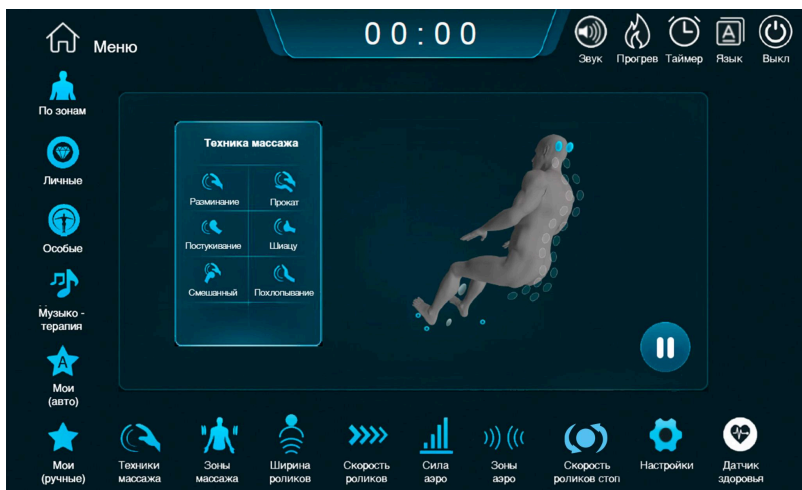 Меню
00:00
Звук Прогрев Таймер Язык Выкл
По зонам
Личные
Особые
Музыко -
терапия
Мои
(авто)
Мои
(ручные)
Техника массажа
Разминание Прокат
Постукивание Шиацу
Смешанный Похлопывание
Техники
массажа
Зоны
массажа
Ширина
роликов
Скорость
роликов
Сила
аэро
Зоны
аэро
Скорость
роликов стоп
Настройки
Датчик
здоровья
A
A